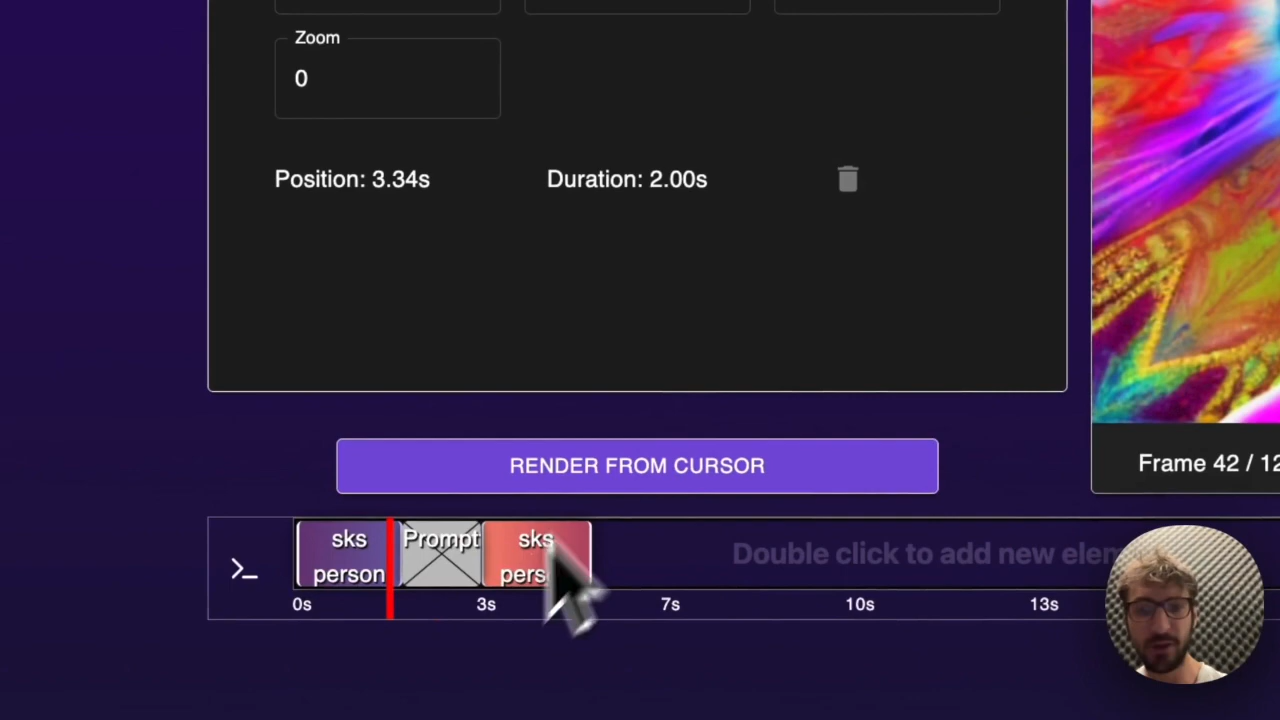 Zoom
0
Position: 3.34s
Duration: 2.00s
RENDER FROM CURSOR
Frame 42 / 12
sks
person
Prompt
sks
pers
Double click to add new elem
>_
0s
3s
7s
10s
13s